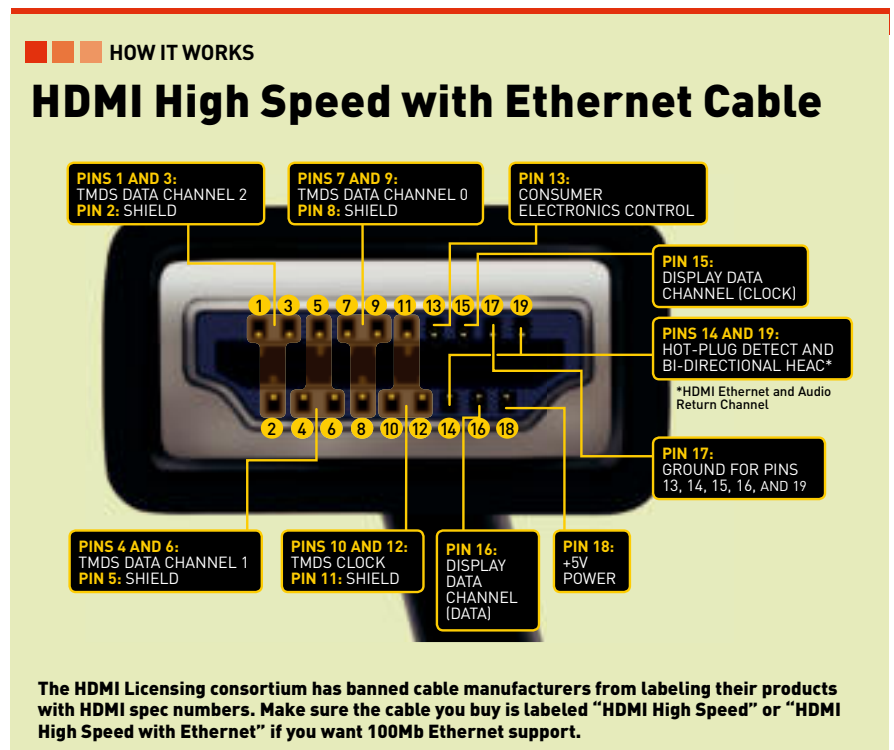 HOW IT WORKS
HDMI High Speed with Ethernet Cable
PINS 1 AND 3:
TMDS DATA CHANNEL 2
PIN 2: SHIELD
PINS 7 AND 9:
TMDS DATA CHANNEL 0
PIN 8: SHIELD
PIN 13:
CONSUMER
ELECTRONICS CONTROL
PIN 15:
DISPLAY DATA
CHANNEL (CLOCK)
1 3 5 7 9 11 13 15 17 19
PINS 14 AND 19:
HOT-PLUG DETECT AND
BI-DIRECTIONAL HEAC*
*HDMI Ethernet and Audio
Return Channel
2 4 6 8 10 12 14 16 18
PIN 17:
GROUND FOR PINS
13, 14, 15, 16, AND 19
PINS 4 AND 6:
TMDS DATA CHANNEL 1
PIN 5: SHIELD
PINS 10 AND 12:
TMDS CLOCK
PIN 11: SHIELD
PIN 16:
DISPLAY
DATA
CHANNEL
(DATA)
PIN 18:
+5V
POWER
The HDMI Licensing consortium has banned cable manufacturers from labeling their products
with HDMI spec numbers. Make sure the cable you buy is labeled “HDMI High Speed” or “HDMI
High Speed with Ethernet” if you want 100Mb Ethernet support.